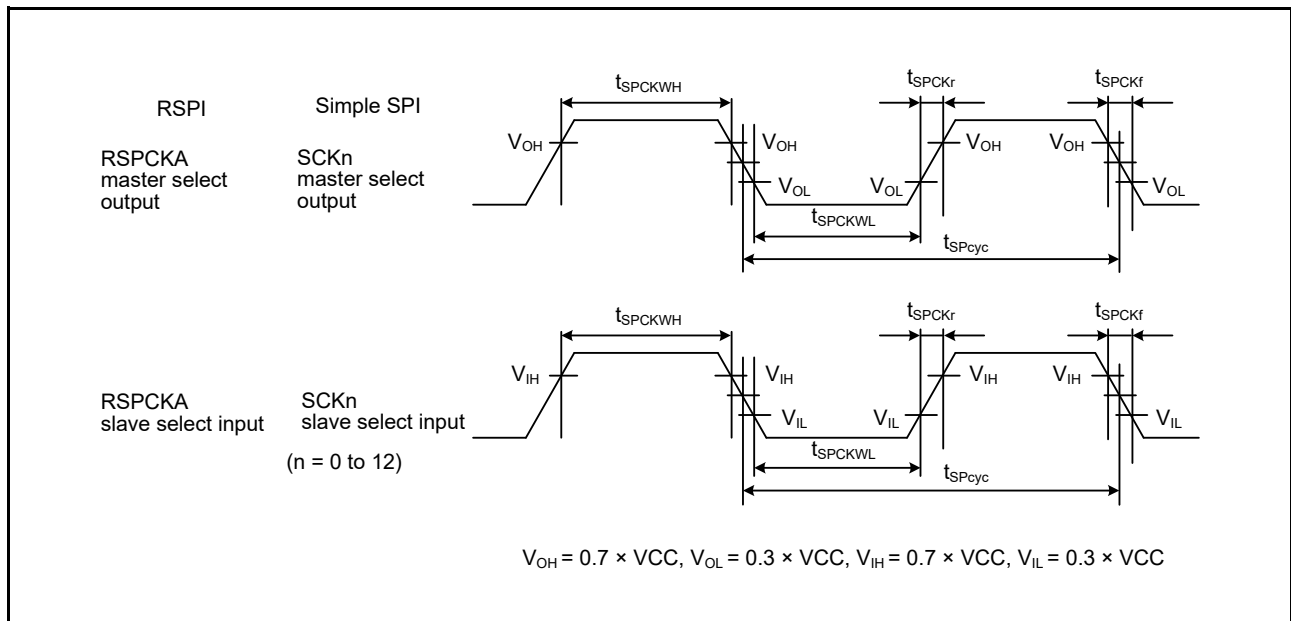 RSPI
Simple SPI
RSPCKA
master select
output
SCKn
master select
output
tSPCKWH
tSPCKr
tSPCKf
VOH
VOH
VOH
VOH
VOL
VOL
VOL
tSPCKWL
tSPcyc
RSPCKA
slave select input
SCKn
slave select input
(n = 0 to 12)
tSPCKWH
tSPCKr
tSPCKf
VIH
VIH
VIH
VIH
VIL
VIL
VIL
tSPCKWL
tSPcyc
VOH = 0.7 × VCC, VOL = 0.3 × VCC, VIH = 0.7 × VCC, VIL = 0.3 × VCC